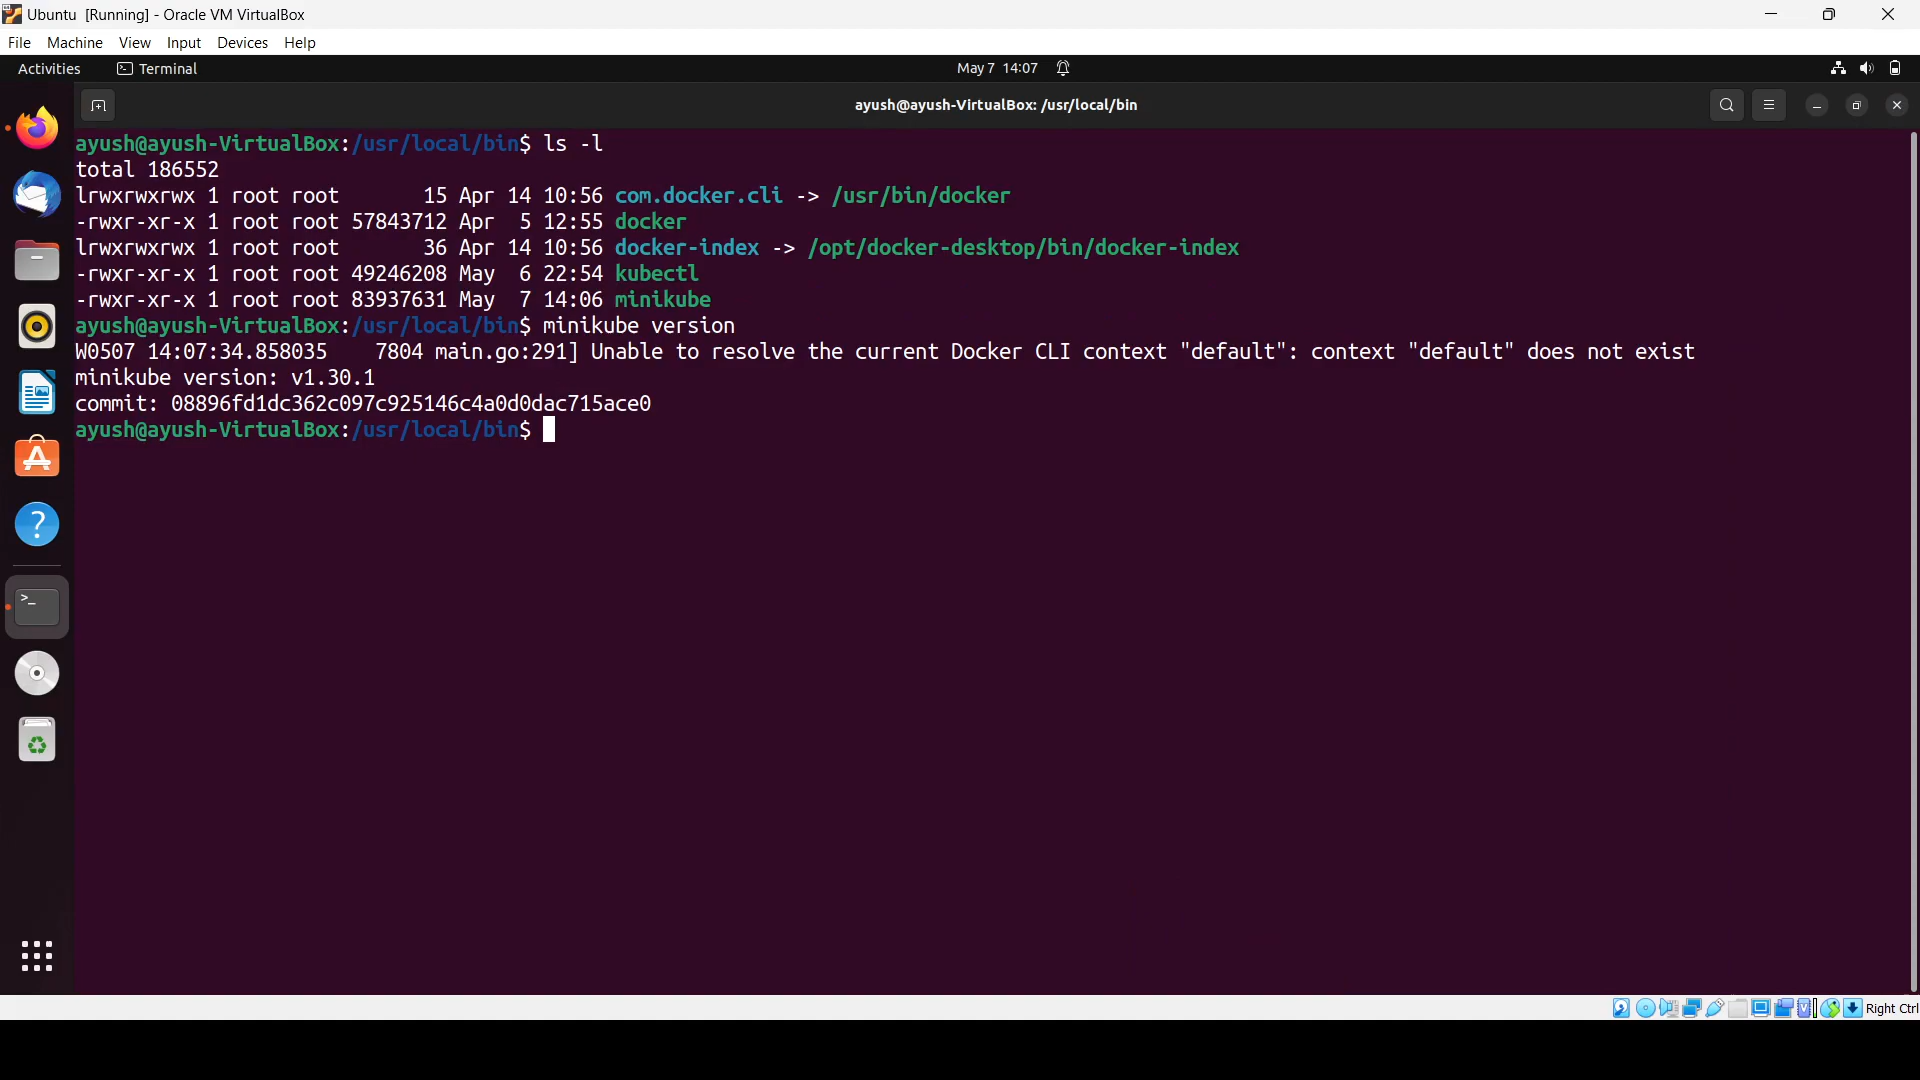 Ubuntu [Running] - Oracle VM VirtualBox
File Machine View Input Devices Help
Activities Terminal May 7 14:07
ayush@ayush-VirtualBox: /usr/local/bin
ayush@ayush-VirtualBox:/usr/local/bin$ ls -l
total 186552
lrwxrwxrwx 1 root root       15 Apr 14 10:56 com.docker.cli -> /usr/bin/docker
-rwxr-xr-x 1 root root 57843712 Apr  5 12:55 docker
lrwxrwxrwx 1 root root       36 Apr 14 10:56 docker-index -> /opt/docker-desktop/bin/docker-index
-rwxr-xr-x 1 root root 49246208 May  6 22:54 kubectl
-rwxr-xr-x 1 root root 83937631 May  7 14:06 minikube
ayush@ayush-VirtualBox:/usr/local/bin$ minikube version
W0507 14:07:34.858035    7804 main.go:291] Unable to resolve the current Docker CLI context "default": context "default" does not exist
minikube version: v1.30.1
commit: 08896fd1dc362c097c925146c4a0d0dac715ace0
ayush@ayush-VirtualBox:/usr/local/bin$
Right Ctrl